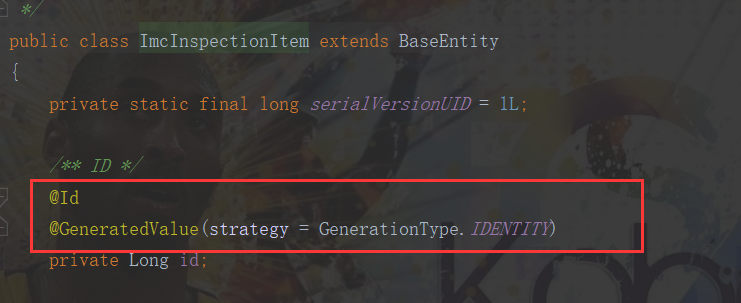 */
public class ImcInspectionItem extends BaseEntity
{
private static final long serialVersionUID = 1L;
/** ID */
@Id
@GeneratedValue(strategy = GenerationType.IDENTITY)
private Long id;